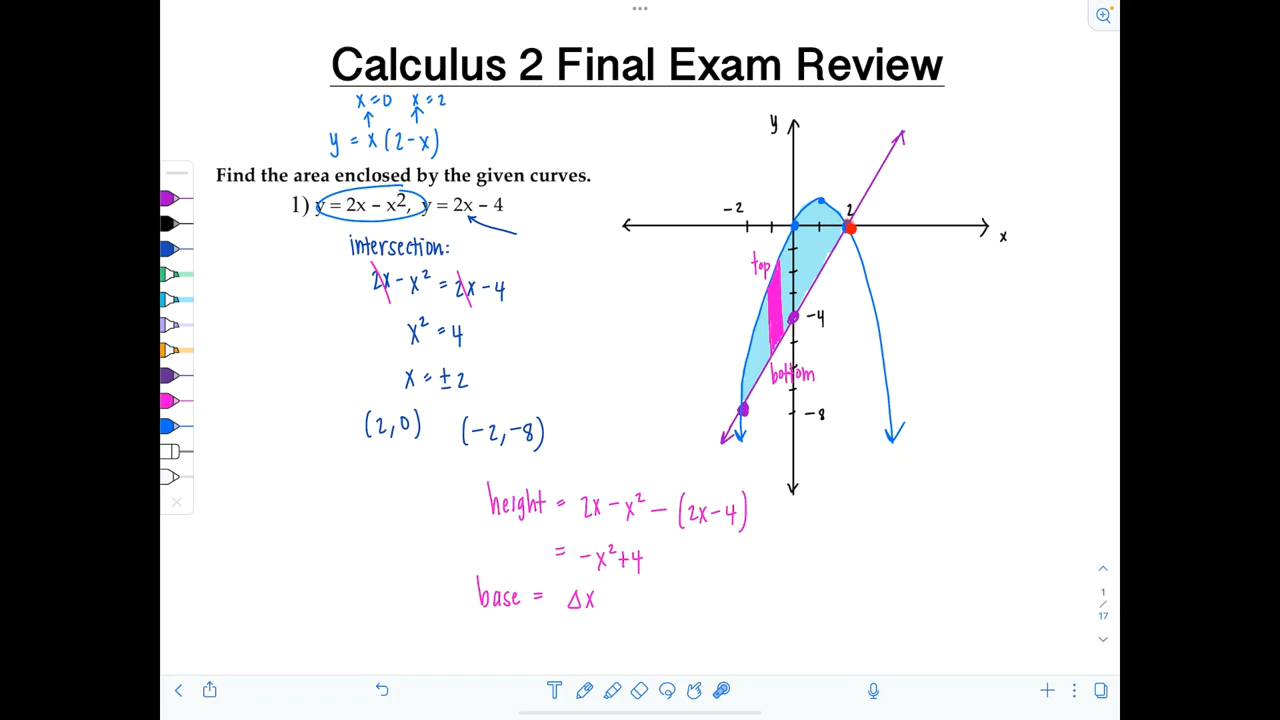 Calculus 2 Final Exam Review
x=0 x=2
y = x(2-x)
Find the area enclosed by the given curves.
1) y = 2x − x², y = 2x − 4
intersection:
2x - x² = 2x - 4
x² = 4
x = ±2
(2,0) (-2,-8)
height = 2x - x² - (2x-4)
= -x²+4
base = Δx
y
-2
2
x
top
-4
bottom
-8
1
/
17
T